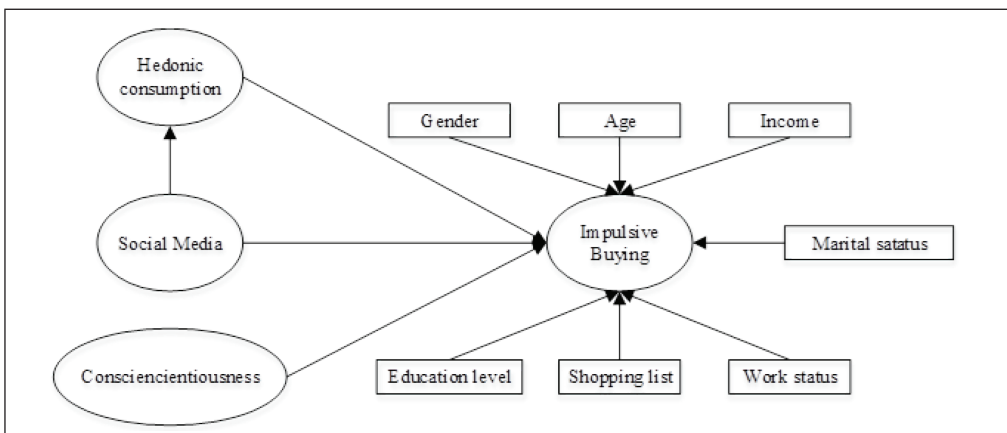 Hedonic
consumption
Gender
Age
Income
Social Media
Impulsive
Buying
Marital satatus
Consciencientiousness
Education level
Shopping list
Work status